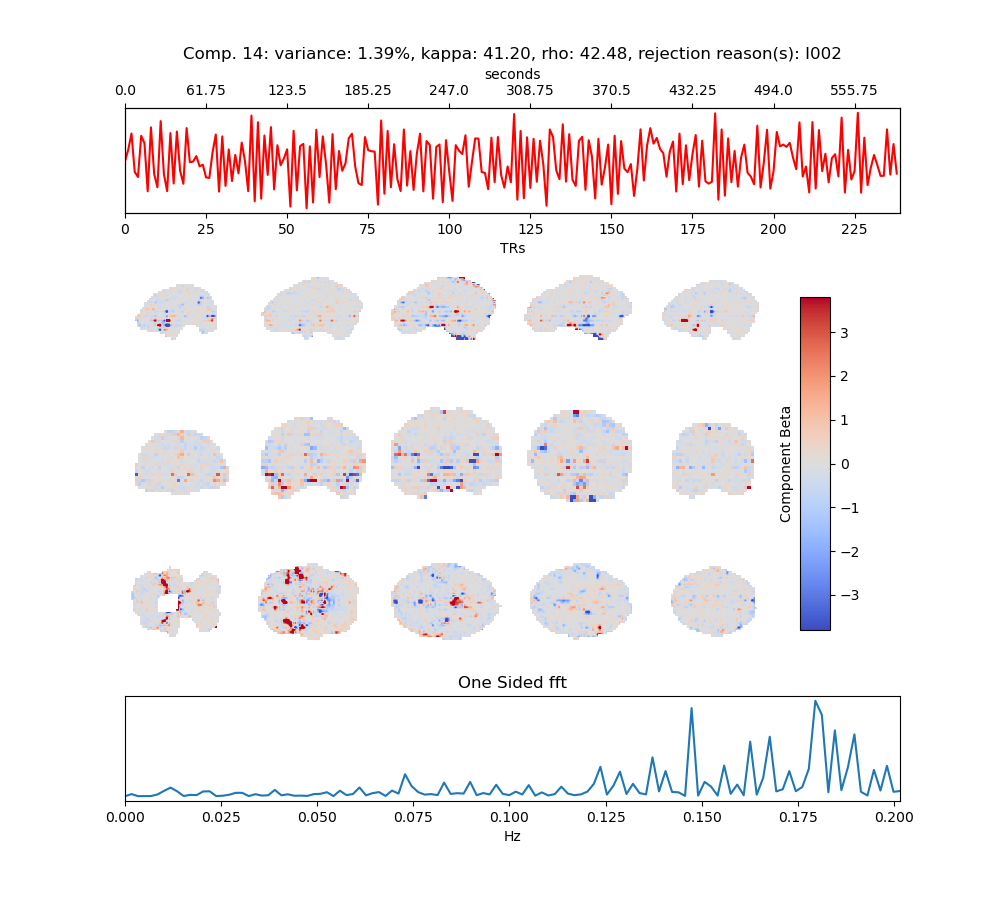 Comp. 14: variance: 1.39%, kappa: 41.20, rho: 42.48, rejection reason(s): I002
seconds
0.0 61.75 123.5 185.25 247.0 308.75 370.5 432.25 494.0 555.75
0 25 50 75 100 125 150 175 200 225
TRs
3
2
1
0
−1
−2
−3
Component Beta
One Sided fft
0.000 0.025 0.050 0.075 0.100 0.125 0.150 0.175 0.200
Hz